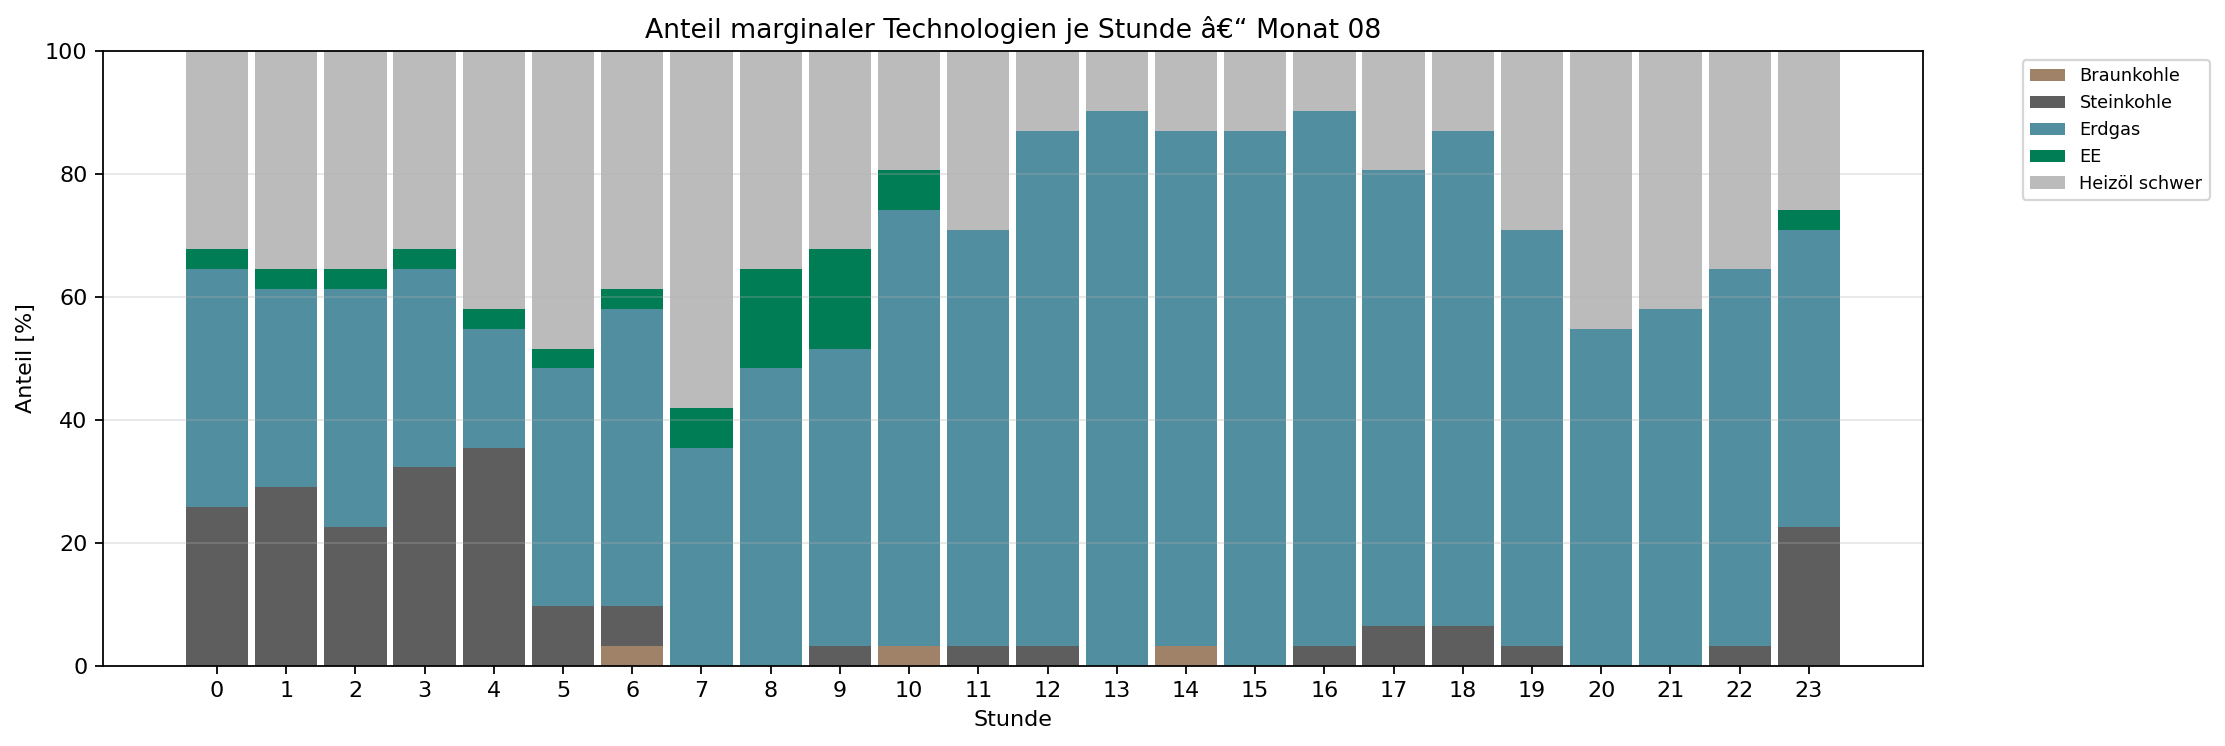 Anteil marginaler Technologien je Stunde â€“ Monat 08
Anteil [%]
100
80
60
40
20
0
0 1 2 3 4 5 6 7 8 9 10 11 12 13 14 15 16 17 18 19 20 21 22 23
Stunde
Braunkohle
Steinkohle
Erdgas
EE
Heizöl schwer